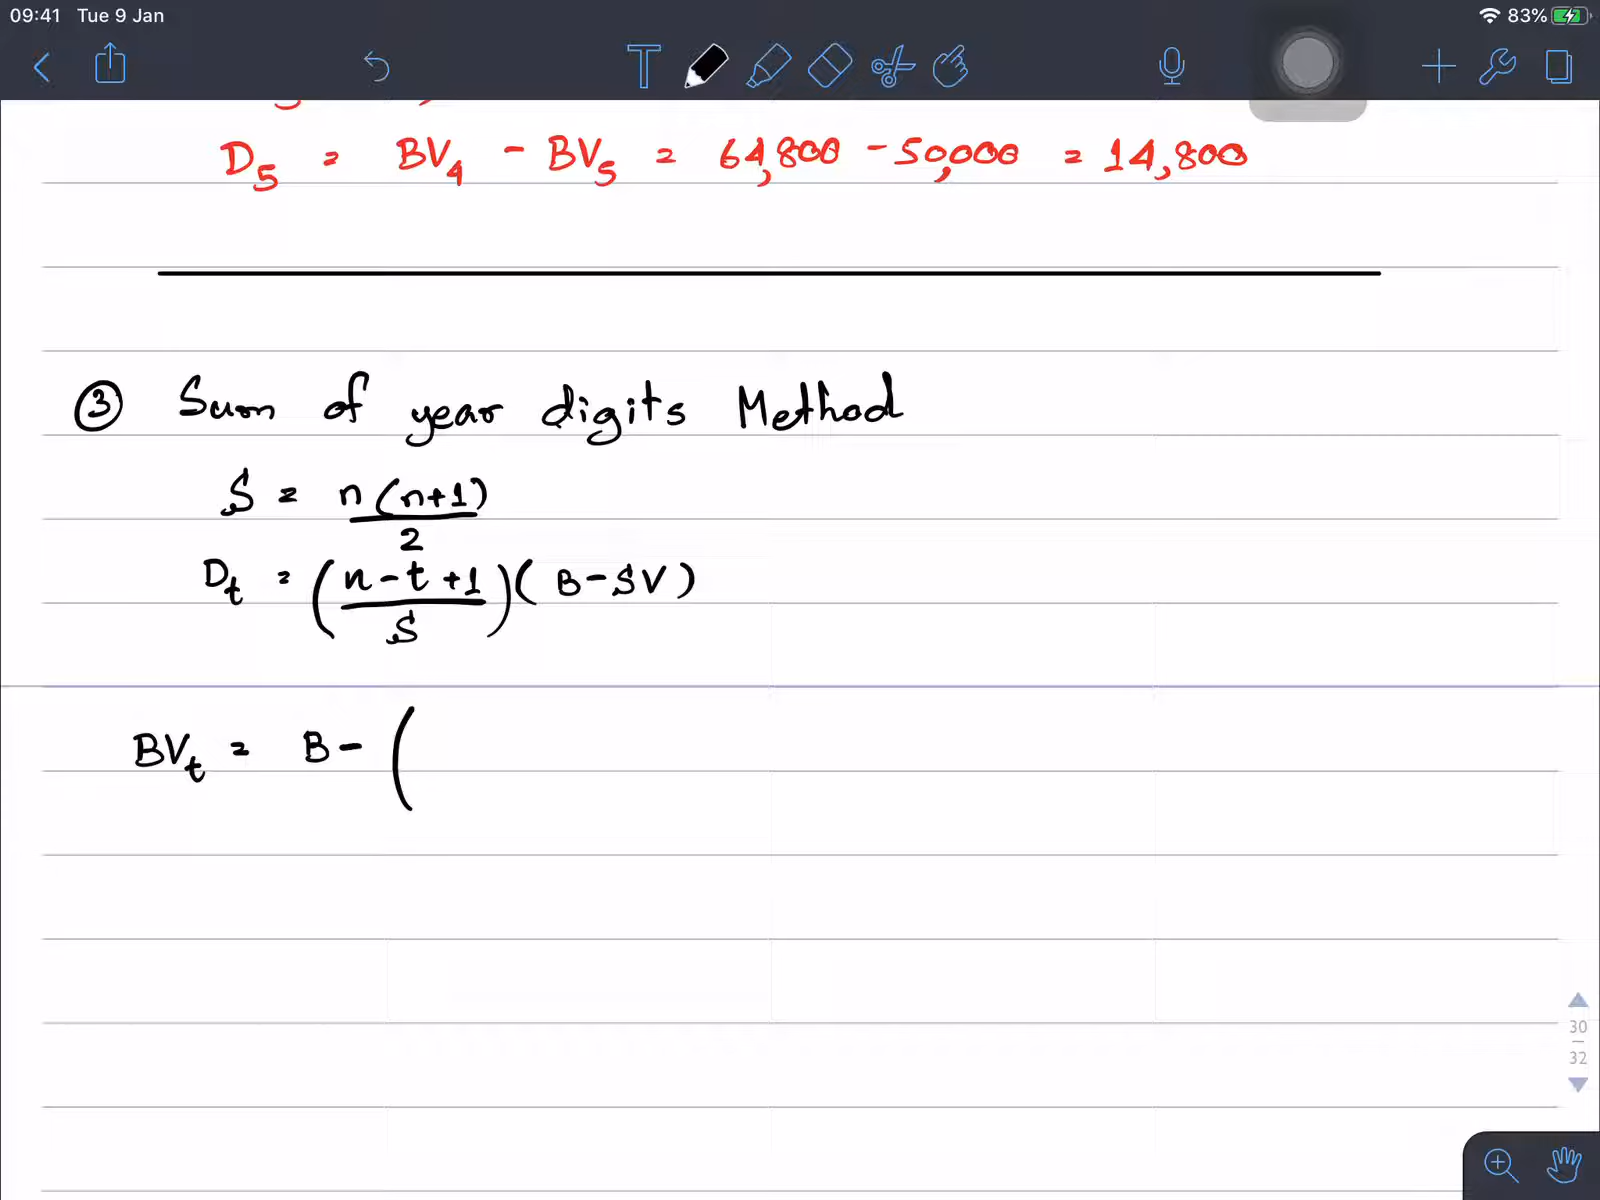 09:41 Tue 9 Jan 83%
D₅ = BV₄ - BV₅ = 64,800 - 50,000 = 14,800
③ Sum of year digits Method
S = n(n+1)/2
Dₜ = ((n-t+1)/S)(B-SV)
BVₜ = B-(
30
32